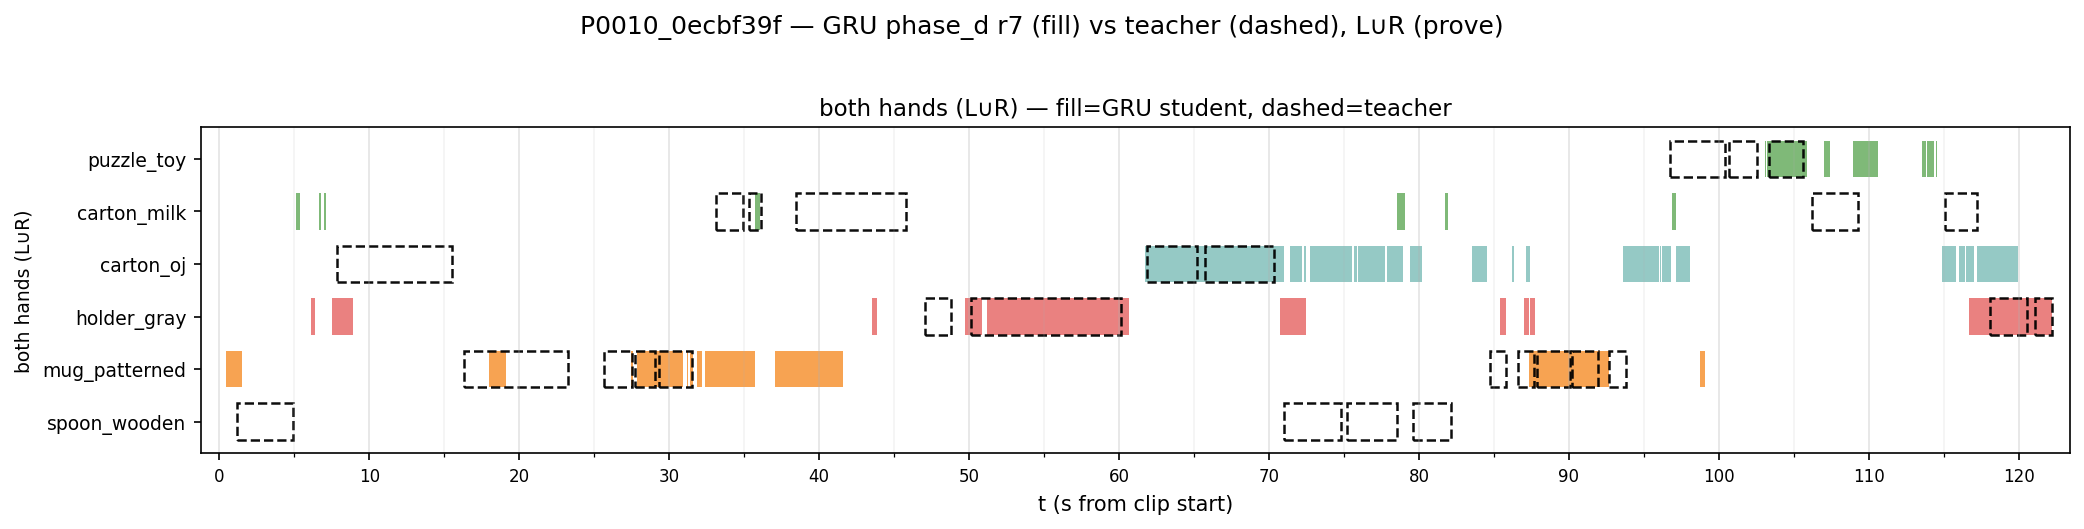 P0010_0ecbf39f — GRU phase_d r7 (fill) vs teacher (dashed), L∪R (prove)
both hands (L∪R) — fill=GRU student, dashed=teacher
both hands (L∪R)
puzzle_toy
carton_milk
carton_oj
holder_gray
mug_patterned
spoon_wooden
0 10 20 30 40 50 60 70 80 90 100 110 120
t (s from clip start)